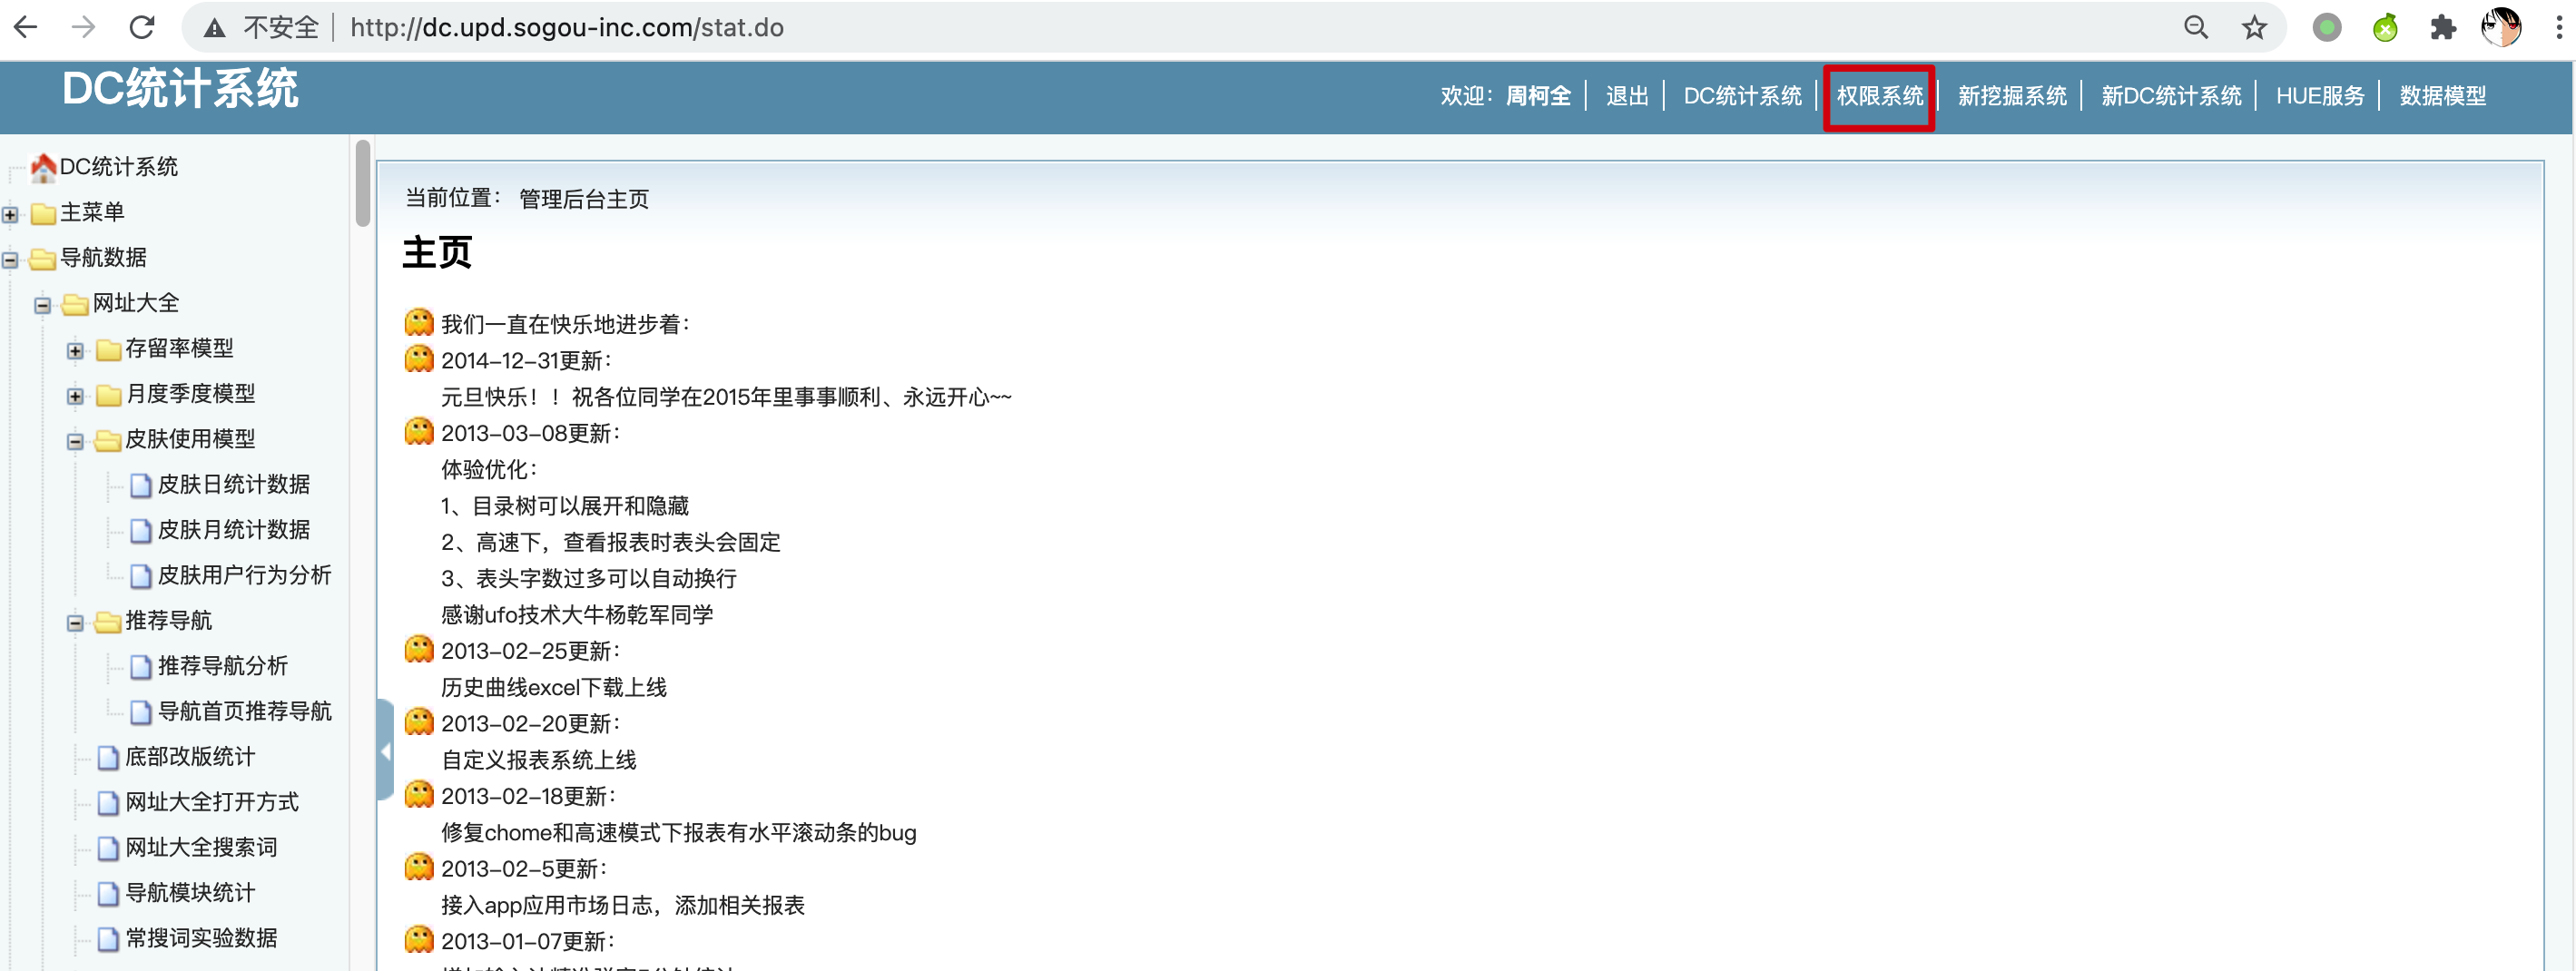 不安全 http://dc.upd.sogou-inc.com/stat.do
DC统计系统
欢迎：周柯全 退出 DC统计系统 权限系统 新挖掘系统 新DC统计系统 HUE服务 数据模型
DC统计系统
主菜单
导航数据
网址大全
存留率模型
月度季度模型
皮肤使用模型
皮肤日统计数据
皮肤月统计数据
皮肤用户行为分析
推荐导航
推荐导航分析
导航首页推荐导航
底部改版统计
网址大全打开方式
网址大全搜索词
导航模块统计
常搜词实验数据
当前位置： 管理后台主页
主页
我们一直在快乐地进步着：
2014-12-31更新：
元旦快乐！！祝各位同学在2015年里事事顺利、永远开心~~
2013-03-08更新：
体验优化：
1、目录树可以展开和隐藏
2、高速下，查看报表时表头会固定
3、表头字数过多可以自动换行
感谢ufo技术大牛杨乾军同学
2013-02-25更新：
历史曲线excel下载上线
2013-02-20更新：
自定义报表系统上线
2013-02-18更新：
修复chome和高速模式下报表有水平滚动条的bug
2013-02-5更新：
接入app应用市场日志，添加相关报表
2013-01-07更新：